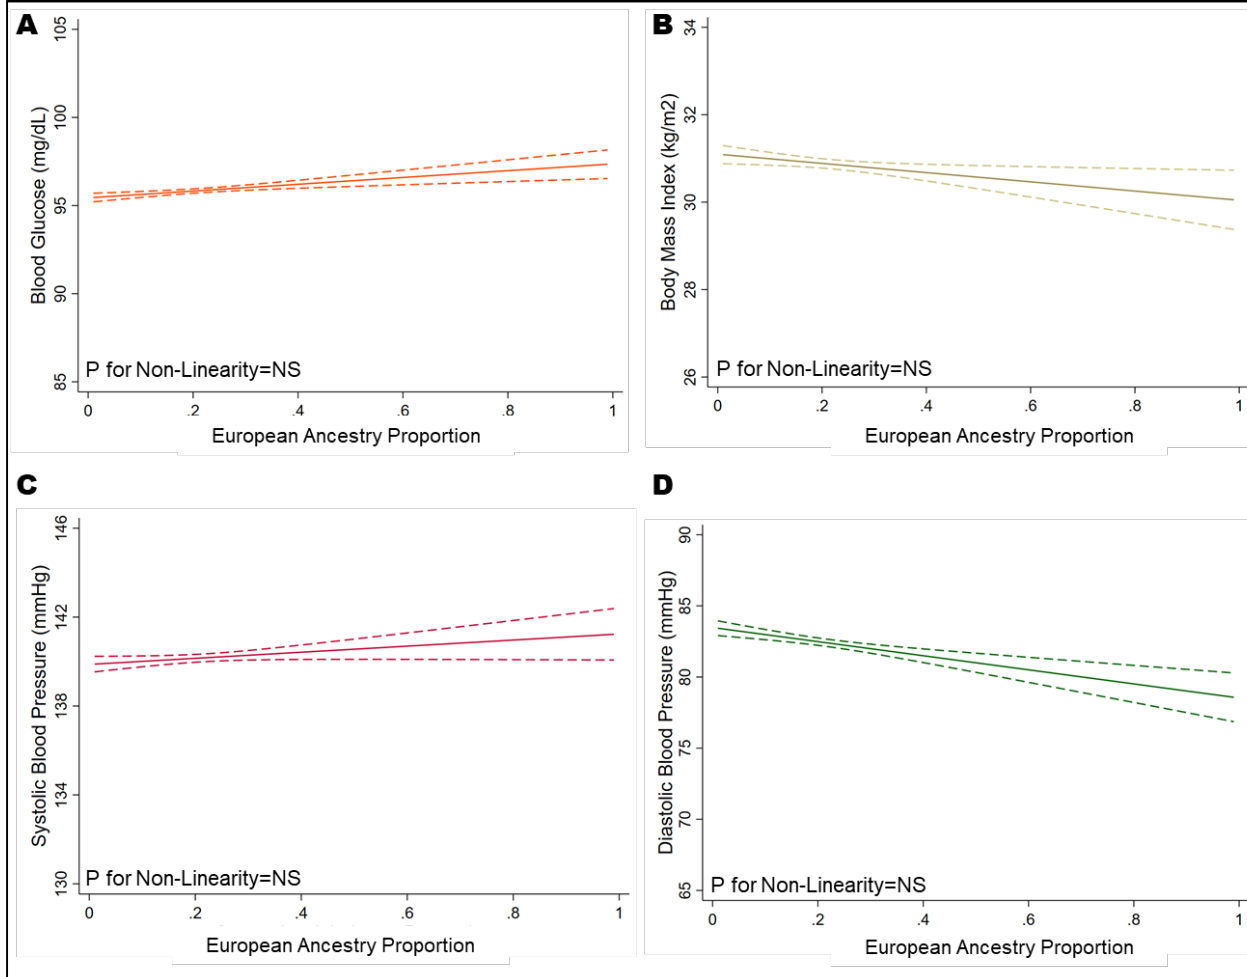 A
Blood Glucose (mg/dL)
105
100
95
90
85
P for Non-Linearity=NS
0 .2 .4 .6 .8 1
European Ancestry Proportion
B
Body Mass Index (kg/m2)
34
32
30
28
26
P for Non-Linearity=NS
0 .2 .4 .6 .8 1
European Ancestry Proportion
C
Systolic Blood Pressure (mmHg)
146
142
138
134
130
P for Non-Linearity=NS
0 .2 .4 .6 .8 1
European Ancestry Proportion
D
Diastolic Blood Pressure (mmHg)
90
85
80
75
70
65
P for Non-Linearity=NS
0 .2 .4 .6 .8 1
European Ancestry Proportion